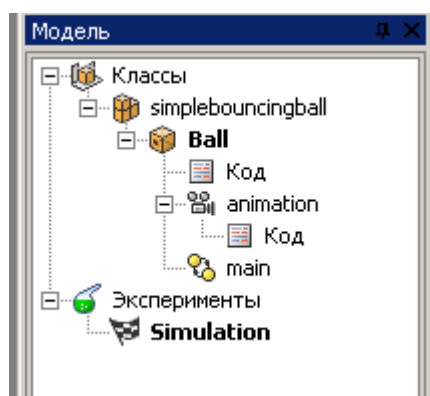 Модель
Классы
simplebouncingball
Ball
Код
animation
Код
main
Эксперименты
Simulation